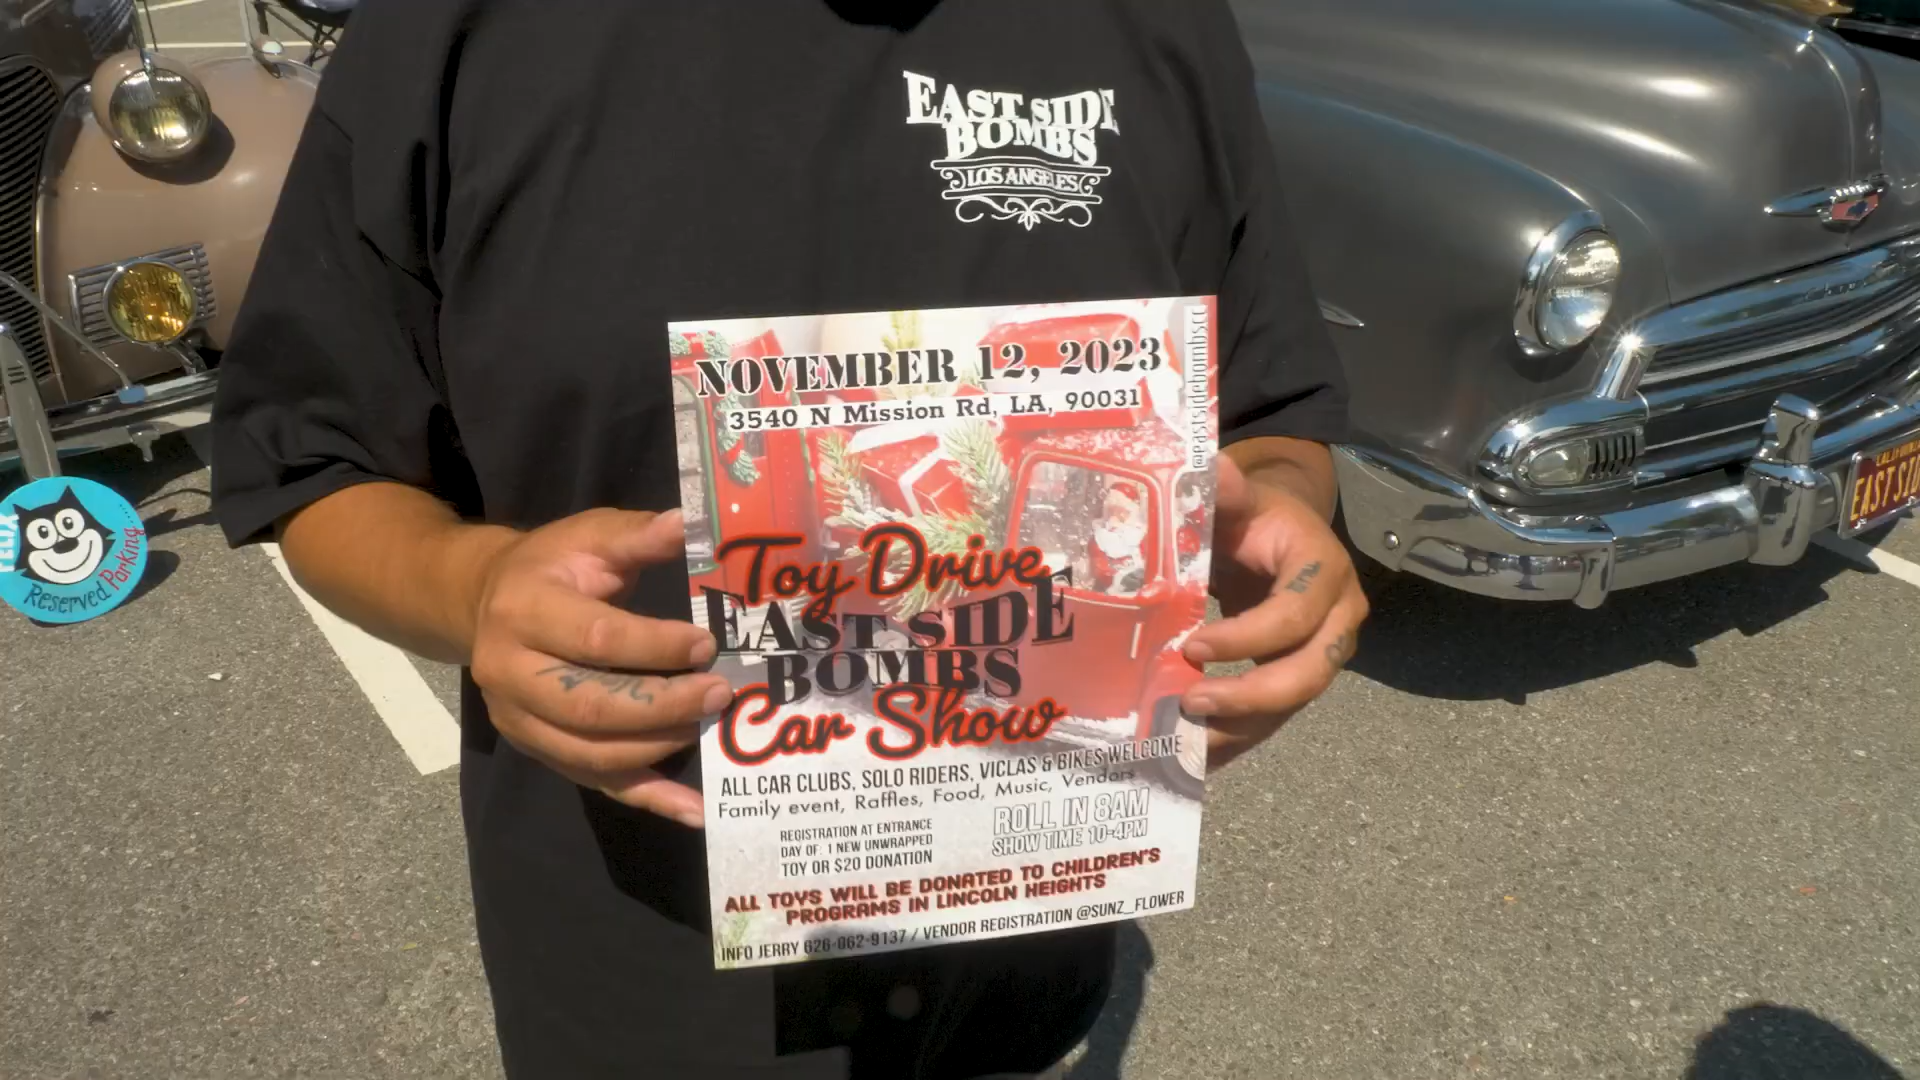 EAST SIDE
BOMBS
LOS ANGELES
NOVEMBER 12, 2023
3540 N Mission Rd, LA, 90031
@eastsidebombscc
Toy Drive
EAST SIDE
BOMBS
Car Show
ALL CAR CLUBS, SOLO RIDERS, VICLAS & BIKES WELCOME
Family event, Raffles, Food, Music, Vendors
REGISTRATION AT ENTRANCE
DAY OF: 1 NEW UNWRAPPED
TOY OR $20 DONATION
ROLL IN 8AM
SHOW TIME 10-4PM
ALL TOYS WILL BE DONATED TO CHILDREN'S
PROGRAMS IN LINCOLN HEIGHTS
INFO JERRY 626-862-9137 / VENDOR REGISTRATION @SUNZ_FLOWER
FELIX
Reserved Parking
CALIFORNIA
EAST SID